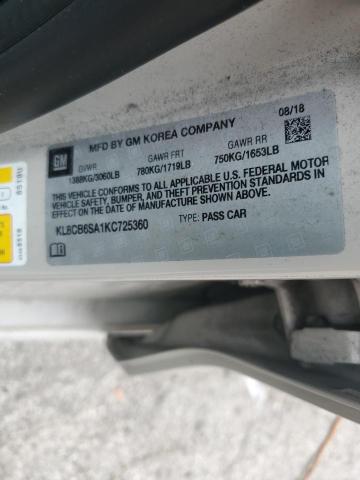 MFD BY GM KOREA COMPANY 08/18
GM
GVWR GAWR FRT GAWR RR
1388KG/3060LB 780KG/1719LB 750KG/1653LB
THIS VEHICLE CONFORMS TO ALL APPLICABLE U.S. FEDERAL MOTOR
VEHICLE SAFETY, BUMPER, AND THEFT PREVENTION STANDARDS IN
EFFECT ON THE DATE OF MANUFACTURE SHOWN ABOVE.
KL8CB6SA1KC725360 TYPE: PASS CAR